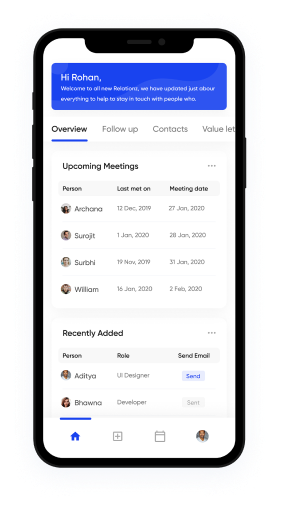 Hi Rohan,
Welcome to all new Relationz, we have updated just abour
everything to help to stay in touch with people who.
Overview Follow up Contacts Value let
Upcoming Meetings
Person Last met on Meeting date
Archana 12 Dec, 2019 27 Jan, 2020
Surojit 1 Jan, 2020 28 Jan, 2020
Surbhi 19 Nov, 2019 31 Jan, 2020
William 16 Jan, 2020 2 Feb, 2020
Recently Added
Person Role Send Email
Aditya UI Designer Send
Bhawna Developer Sent